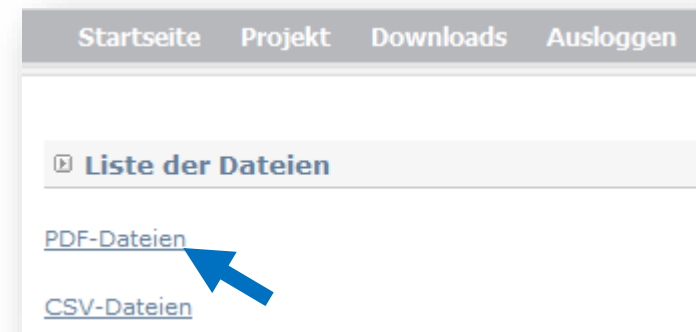 Startseite Projekt Downloads Ausloggen
Liste der Dateien
PDF-Dateien
CSV-Dateien